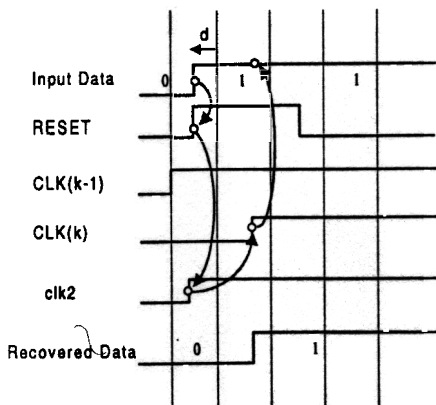 d
Input Data 0 1 1
RESET
CLK(k-1)
CLK(k)
clk2
Recovered Data 0 1